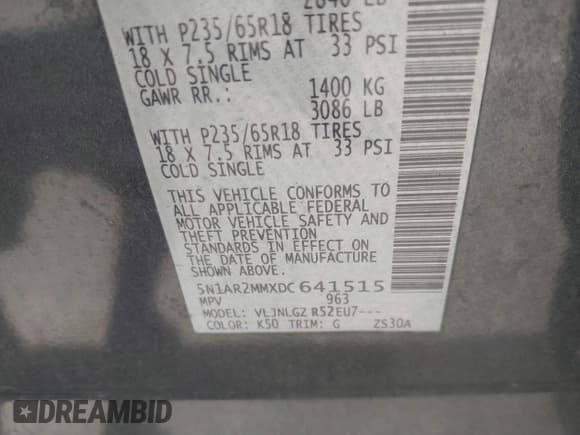 2840 LB
WITH P235/65R18 TIRES
18 X 7.5 RIMS AT 33 PSI
COLD SINGLE
GAWR RR.: 1400 KG
3086 LB
WITH P235/65R18 TIRES
18 X 7.5 RIMS AT 33 PSI
COLD SINGLE
THIS VEHICLE CONFORMS TO
ALL APPLICABLE FEDERAL
MOTOR VEHICLE SAFETY AND
THEFT PREVENTION
STANDARDS IN EFFECT ON
THE DATE OF MANUFACTURE
SHOWN ABOVE.
5N1AR2MMXDC641515
MPV 963
MODEL: VLJNLGZ R52EU7---
COLOR: K50 TRIM: G ZS30A
DREAMBID